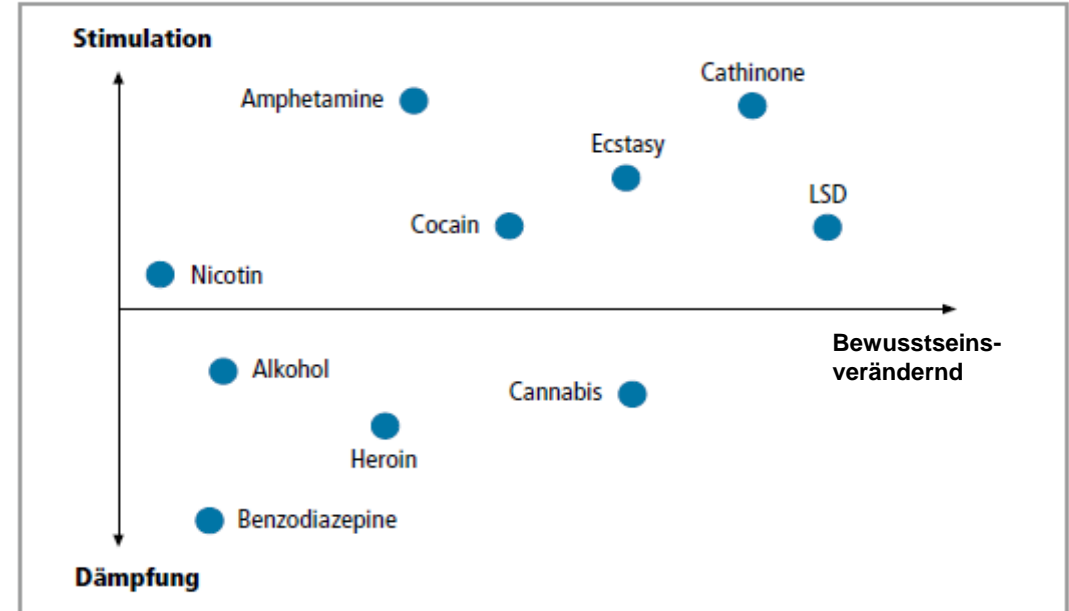 Stimulation
Cathinone
Amphetamine
Ecstasy
LSD
Cocain
Nicotin
Bewusstseins-
verändernd
Alkohol
Cannabis
Heroin
Benzodiazepine
Dämpfung